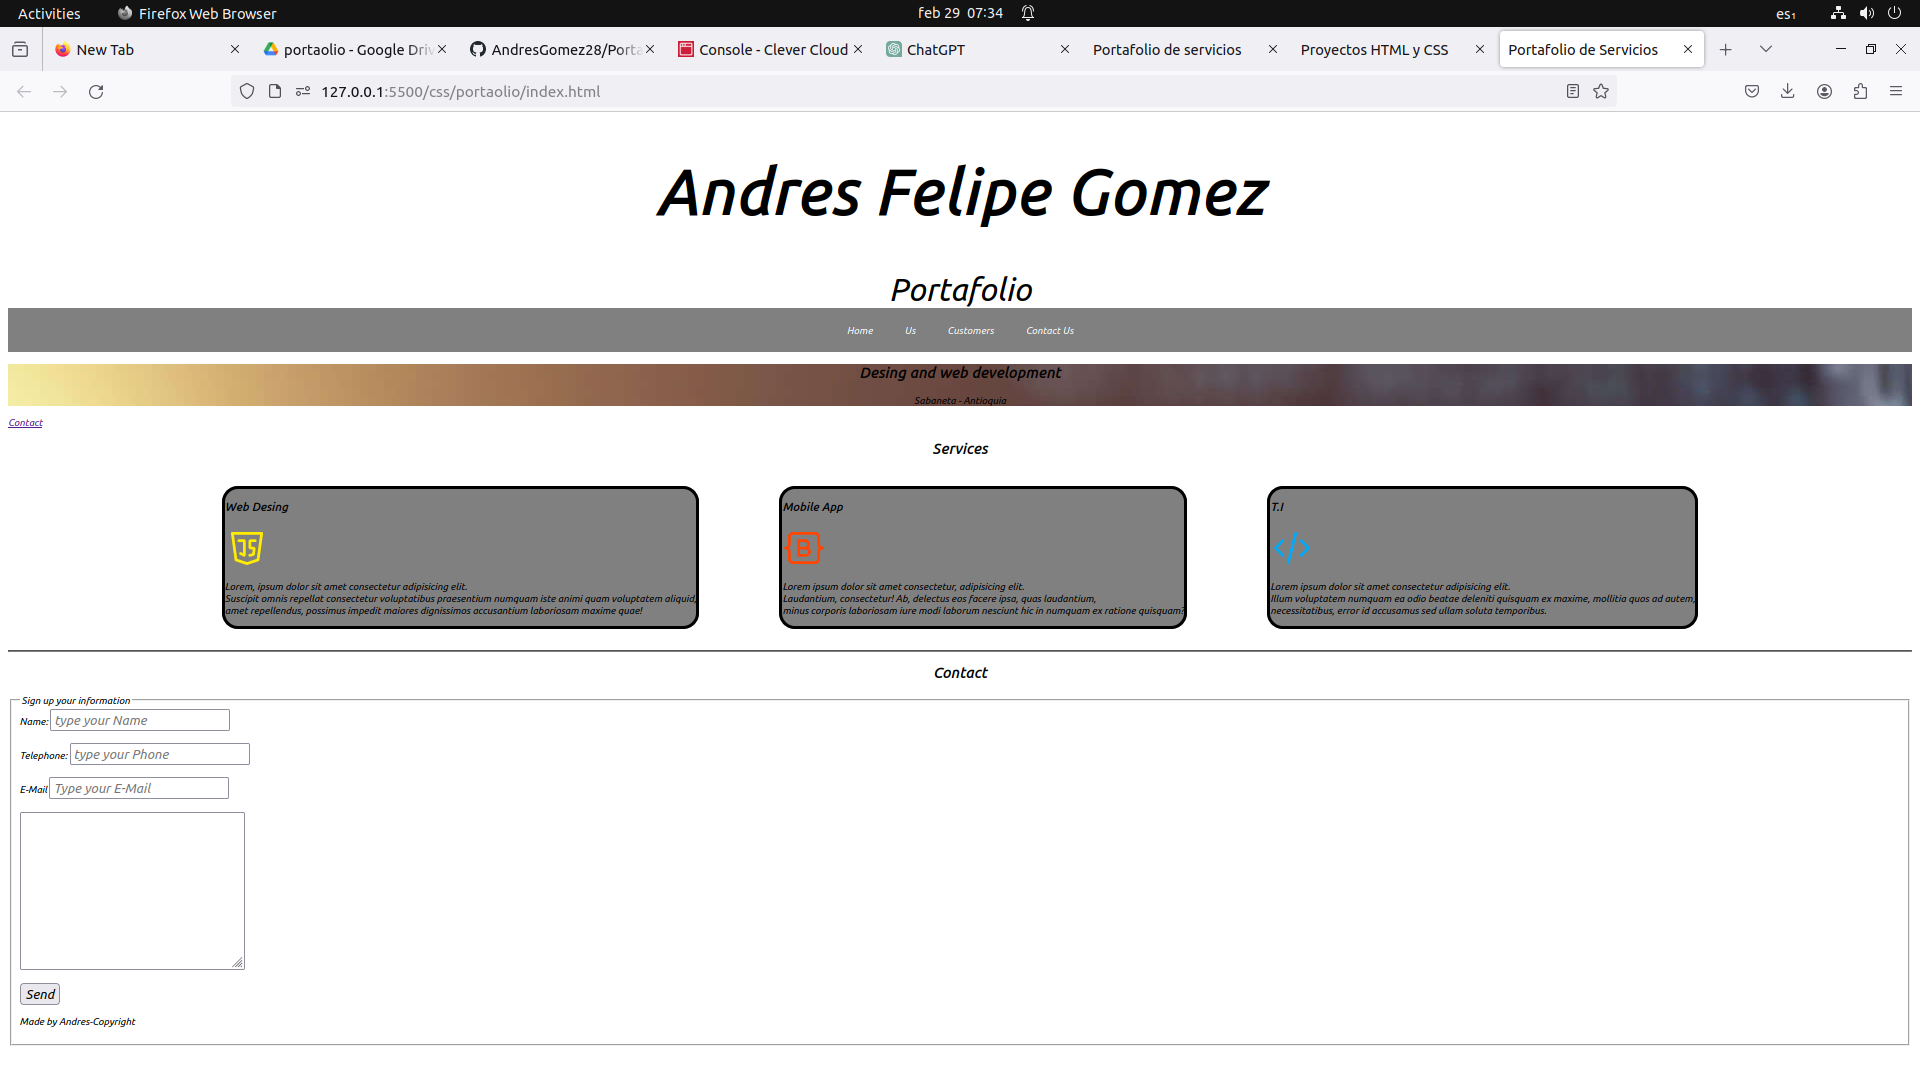 Activities
Firefox Web Browser
feb 29 07:34
es₁
New Tab
portaolio - Google Driv
AndresGomez28/Porta
Console - Clever Cloud
ChatGPT
Portafolio de servicios
Proyectos HTML y CSS
Portafolio de Servicios
127.0.0.1:5500/css/portaolio/index.html
Andres Felipe Gomez
Portafolio
Home Us Customers Contact Us
Desing and web development
Sabaneta - Antioquia
Contact
Services
Web Desing
JS
Lorem, ipsum dolor sit amet consectetur adipisicing elit.
Suscipit omnis repellat consectetur voluptatibus praesentium numquam iste animi quam voluptatem aliquid,
amet repellendus, possimus impedit maiores dignissimos accusantium laboriosam maxime quae!
Mobile App
{B}
Lorem ipsum dolor sit amet consectetur, adipisicing elit.
Laudantium, consectetur! Ab, delectus eos facere ipsa, quas laudantium,
minus corporis laboriosam iure modi laborum nesciunt hic in numquam ex ratione quisquam?
T.I
</>
Lorem ipsum dolor sit amet consectetur adipisicing elit.
Illum voluptatem numquam ea odio beatae deleniti quisquam ex maxime, mollitia quos ad autem,
necessitatibus, error id accusamus sed ullam soluta temporibus.
Contact
Sign up your information
Name: type your Name
Telephone: type your Phone
E-Mail Type your E-Mail
Send
Made by Andres-Copyright